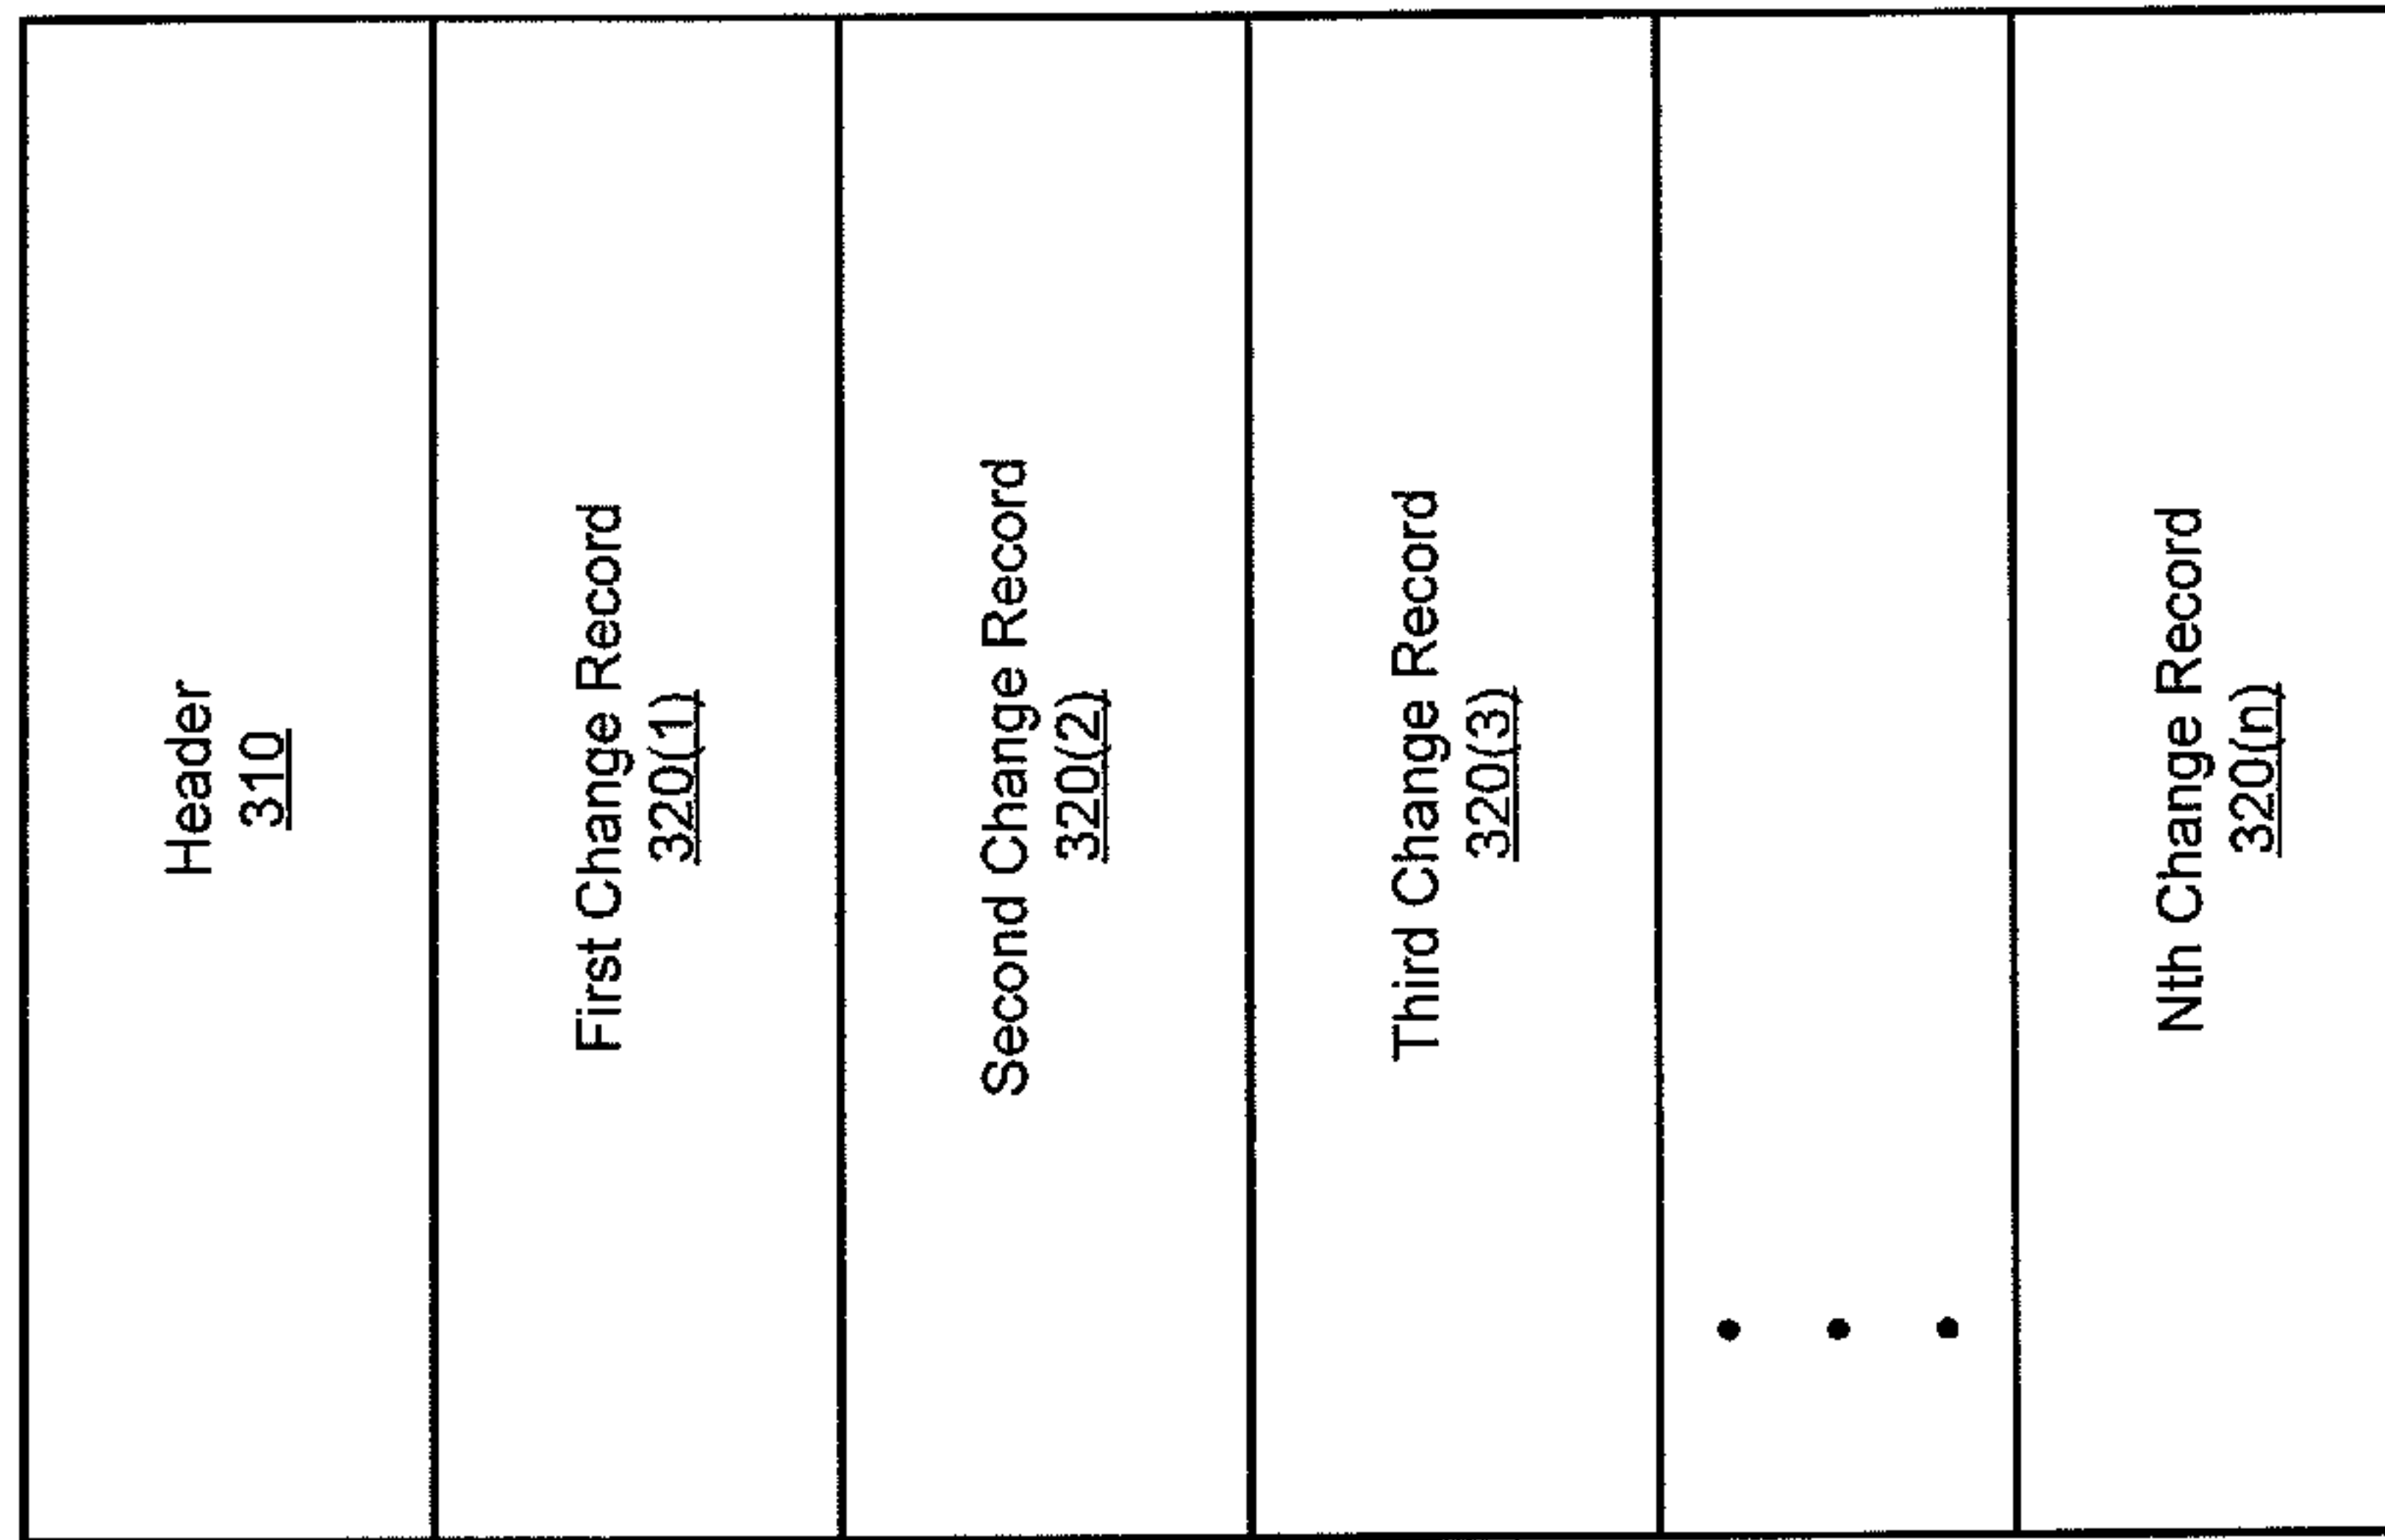 Header
310
First Change Record
320(1)
Second Change Record
320(2)
Third Change Record
320(3)
Nth Change Record
320(n)